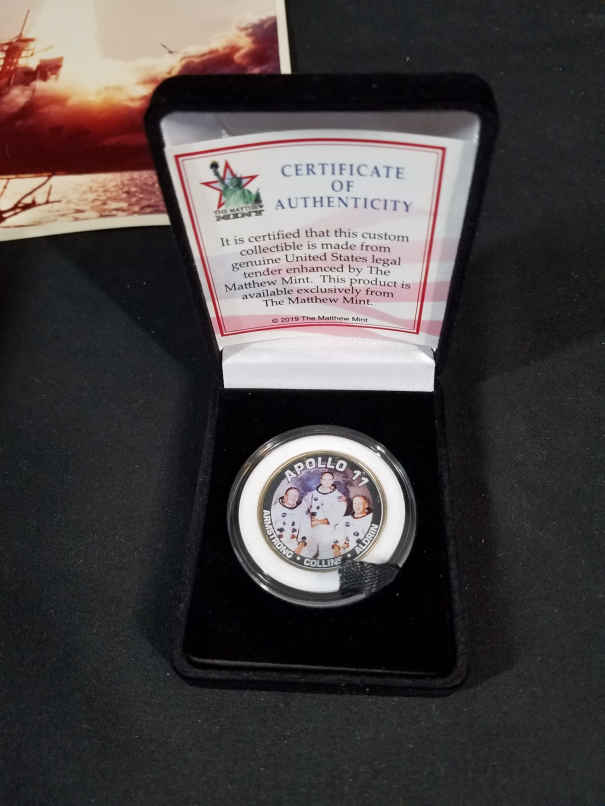 THE MATTHEW
MINT
CERTIFICATE
OF
AUTHENTICITY
It is certified that this custom
collectible is made from
genuine United States legal
tender enhanced by The
Matthew Mint. This product is
available exclusively from
The Matthew Mint.
© 2019 The Matthew Mint
APOLLO 11
ARMSTRONG • COLLINS • ALDRIN